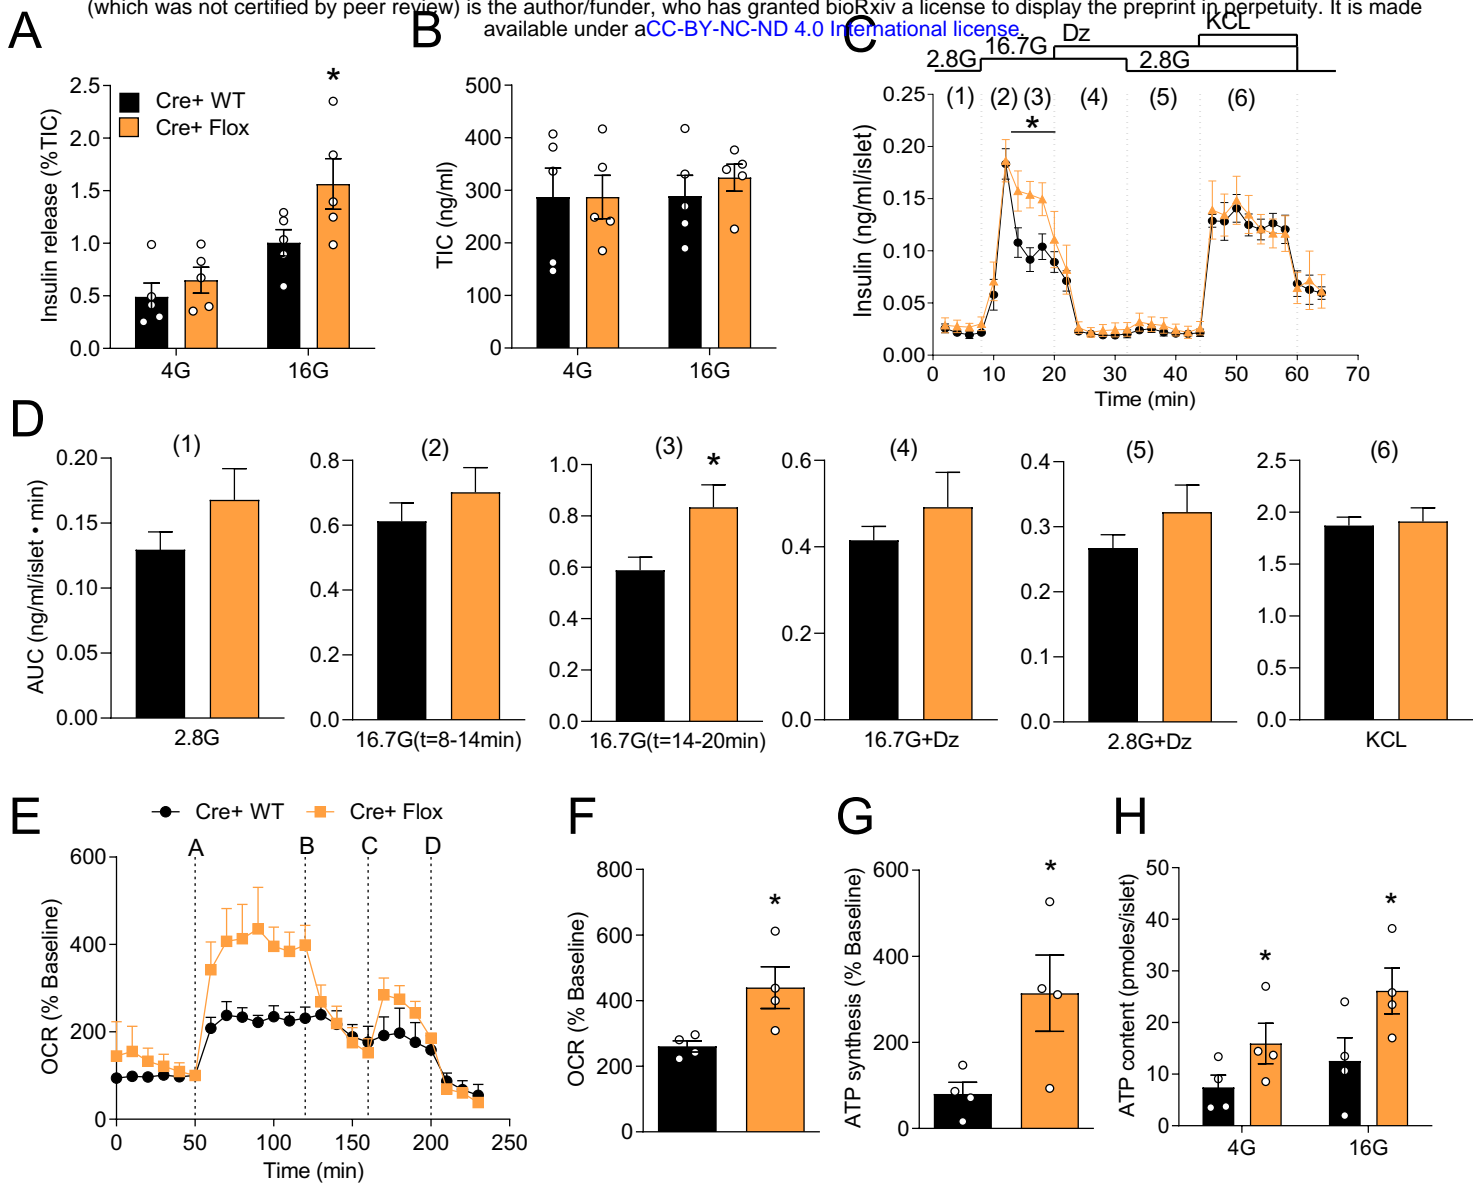 (which was not certified by peer review) is the author/funder, who has granted bioRxiv a license to display the preprint in perpetuity. It is made
available under aCC-BY-NC-ND 4.0 International license.
A
Insulin release (%TIC)
2.5
2.0
1.5
1.0
0.5
0.0
Cre+ WT
Cre+ Flox
*
4G
16G
B
TIC (ng/ml)
500
400
300
200
100
0
4G
16G
C
2.8G
16.7G
Dz
2.8G
KCL
(1)
(2)
(3)
(4)
(5)
(6)
*
Insulin (ng/ml/islet)
0.25
0.20
0.15
0.10
0.05
0.00
0
10
20
30
40
50
60
70
Time (min)
D
AUC (ng/ml/islet • min)
(1)
0.20
0.15
0.10
0.05
0.00
2.8G
(2)
0.8
0.6
0.4
0.2
0.0
16.7G(t=8-14min)
(3)
*
1.0
0.8
0.6
0.4
0.2
0.0
16.7G(t=14-20min)
(4)
0.6
0.4
0.2
0.0
16.7G+Dz
(5)
0.4
0.3
0.2
0.1
0.0
2.8G+Dz
(6)
2.5
2.0
1.5
1.0
0.5
0.0
KCL
E
Cre+ WT
Cre+ Flox
A
B
C
D
OCR (% Baseline)
600
400
200
0
0
50
100
150
200
250
Time (min)
F
OCR (% Baseline)
800
600
400
200
0
*
G
ATP synthesis (% Baseline)
600
400
200
0
*
H
ATP content (pmoles/islet)
50
40
30
20
10
0
*
*
4G
16G